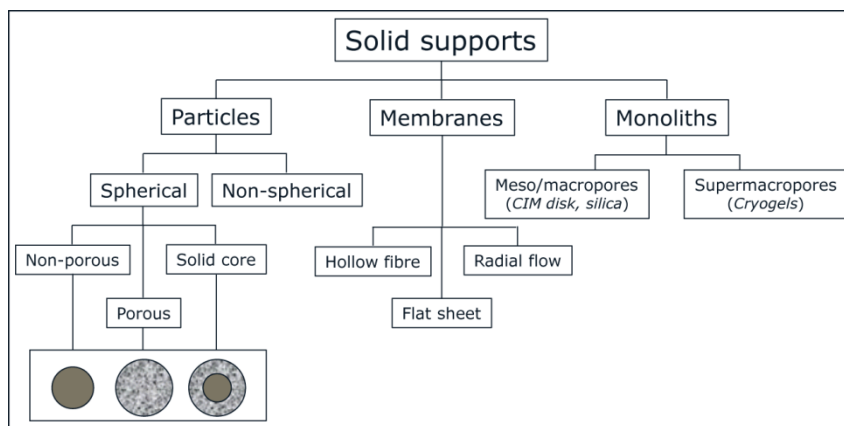 Solid supports
Particles
Membranes
Monoliths
Spherical
Non-spherical
Meso/macropores
(CIM disk, silica)
Supermacropores
(Cryogels)
Non-porous
Solid core
Hollow fibre
Radial flow
Porous
Flat sheet